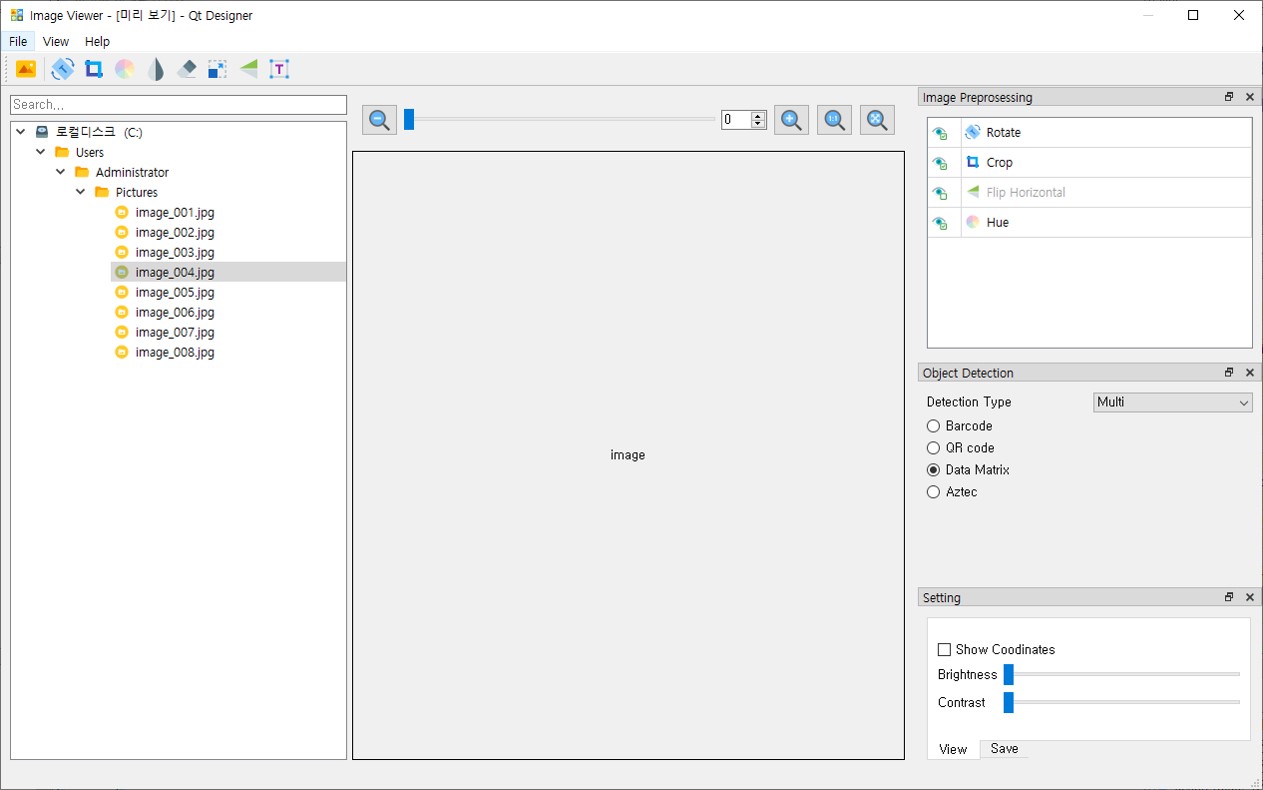 Image Viewer - [미리 보기] - Qt Designer
File View Help
T T
Search...
로컬디스크 (C:)
Users
Administrator
Pictures
image_001.jpg
image_002.jpg
image_003.jpg
image_004.jpg
image_005.jpg
image_006.jpg
image_007.jpg
image_008.jpg
0 1:1
image
Image Preprosessing
Rotate
Crop
Flip Horizontal
Hue
Object Detection
Detection Type Multi
Barcode
QR code
Data Matrix
Aztec
Setting
Show Coodinates
Brightness
Contrast
View Save